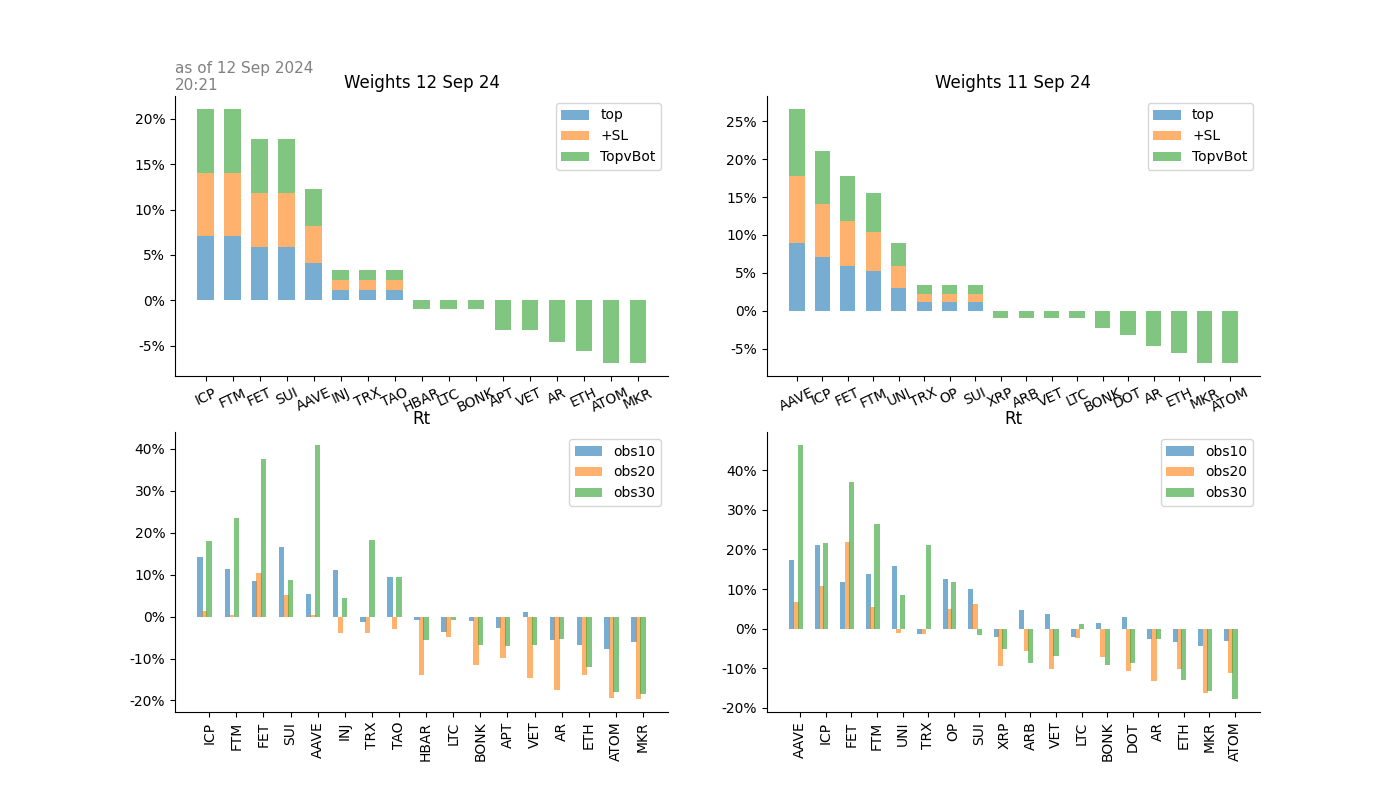 as of 12 Sep 2024
20:21
Weights 12 Sep 24
20%
15%
10%
5%
0%
-5%
top
+SL
TopvBot
ICP FTM FET SUI AAVE INJ TRX TAO HBAR LTC BONK APT VET AR ETH ATOM MKR
Weights 11 Sep 24
25%
20%
15%
10%
5%
0%
-5%
top
+SL
TopvBot
AAVE ICP FET FTM UNI TRX OP SUI XRP ARB VET LTC BONK DOT AR ETH MKR ATOM
Rt
40%
30%
20%
10%
0%
-10%
-20%
obs10
obs20
obs30
ICP FTM FET SUI AAVE INJ TRX TAO HBAR LTC BONK APT VET AR ETH ATOM MKR
Rt
40%
30%
20%
10%
0%
-10%
-20%
obs10
obs20
obs30
AAVE ICP FET FTM UNI TRX OP SUI XRP ARB VET LTC BONK DOT AR ETH MKR ATOM